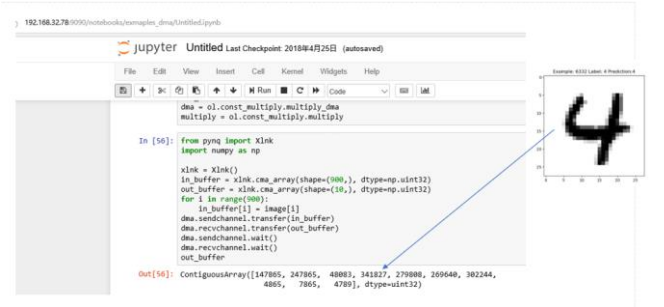 192.168.32.78:9090/notebooks/exmaples_dma/Untitled.ipynb
jupyter Untitled Last Checkpoint: 2018年4月25日 (autosaved)
File Edit View Insert Cell Kernel Widgets Help
Run Code
dma = ol.const_multiply.multiply_dma
multiply = ol.const_multiply.multiply
In [56]: from pynq import Xlnk
import numpy as np
xlnk = Xlnk()
in_buffer = xlnk.cma_array(shape=(900,), dtype=np.uint32)
out_buffer = xlnk.cma_array(shape=(10,), dtype=np.uint32)
for i in range(900):
in_buffer[i] = image[i]
dma.sendchannel.transfer(in_buffer)
dma.recvchannel.transfer(out_buffer)
dma.sendchannel.wait()
dma.recvchannel.wait()
out_buffer
Out[56]: ContiguousArray([147865, 247865, 48083, 341827, 279808, 269640, 302244,
4865, 7865, 4789], dtype=uint32)
Example: 6332 Label: 4 Prediction:4